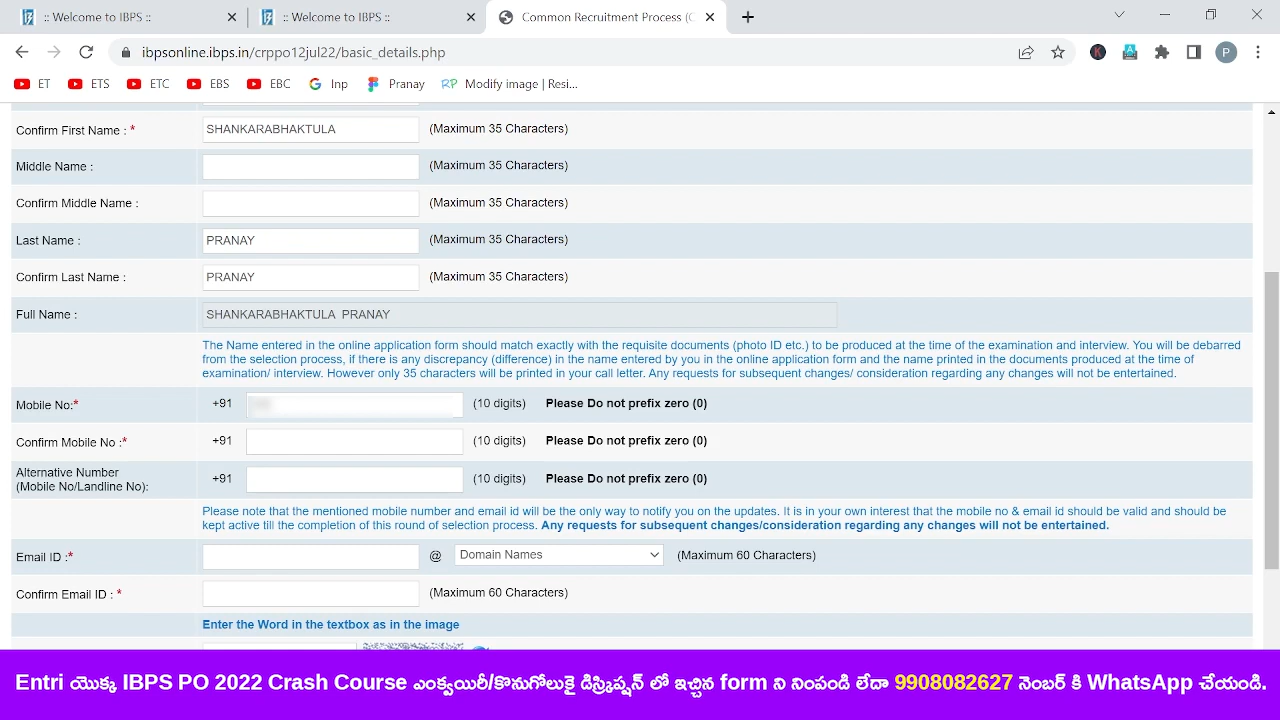 :: Welcome to IBPS ::
:: Welcome to IBPS ::
Common Recruitment Process (C
ibpsonline.ibps.in/crppo12jul22/basic_details.php
K
A
P
ET
ETS
ETC
EBS
EBC
Inp
Pranay
RP Modify image | Resi...
Confirm First Name : * SHANKARABHAKTULA (Maximum 35 Characters)
Middle Name : (Maximum 35 Characters)
Confirm Middle Name : (Maximum 35 Characters)
Last Name : PRANAY (Maximum 35 Characters)
Confirm Last Name : PRANAY (Maximum 35 Characters)
Full Name : SHANKARABHAKTULA PRANAY
The Name entered in the online application form should match exactly with the requisite documents (photo ID etc.) to be produced at the time of the examination and interview. You will be debarred
from the selection process, if there is any discrepancy (difference) in the name entered by you in the online application form and the name printed in the documents produced at the time of
examination/ interview. However only 35 characters will be printed in your call letter. Any requests for subsequent changes/ consideration regarding any changes will not be entertained.
Mobile No:* +91 (10 digits) Please Do not prefix zero (0)
Confirm Mobile No :* +91 (10 digits) Please Do not prefix zero (0)
Alternative Number
(Mobile No/Landline No): +91 (10 digits) Please Do not prefix zero (0)
Please note that the mentioned mobile number and email id will be the only way to notify you on the updates. It is in your own interest that the mobile no & email id should be valid and should be
kept active till the completion of this round of selection process. Any requests for subsequent changes/consideration regarding any changes will not be entertained.
Email ID :* @ Domain Names (Maximum 60 Characters)
Confirm Email ID : * (Maximum 60 Characters)
Enter the Word in the textbox as in the image
Entri యొక్క IBPS PO 2022 Crash Course ఎంక్వయిరీ/కొనుగోలుకై డిస్క్రిప్షన్ లో ఇచ్చిన form ని నింపండి లేదా 9908082627 నెంబర్ కి WhatsApp చేయండి.